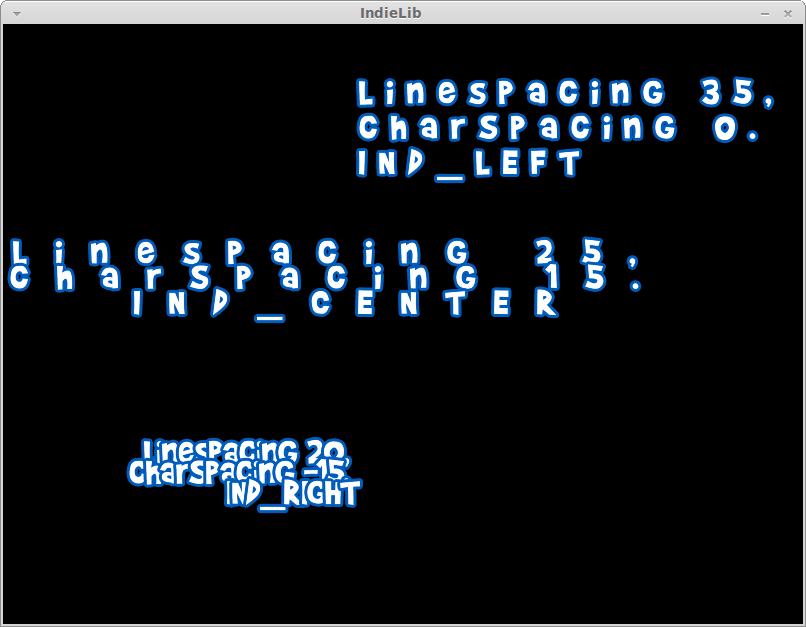 IndieLib
Linespacing 35,
Charspacing 0.
IND_LEFT
Linespacing 25,
Charspacing 15.
IND_CENTER
Linespacing 20,
Charspacing -15,
IND_RIGHT